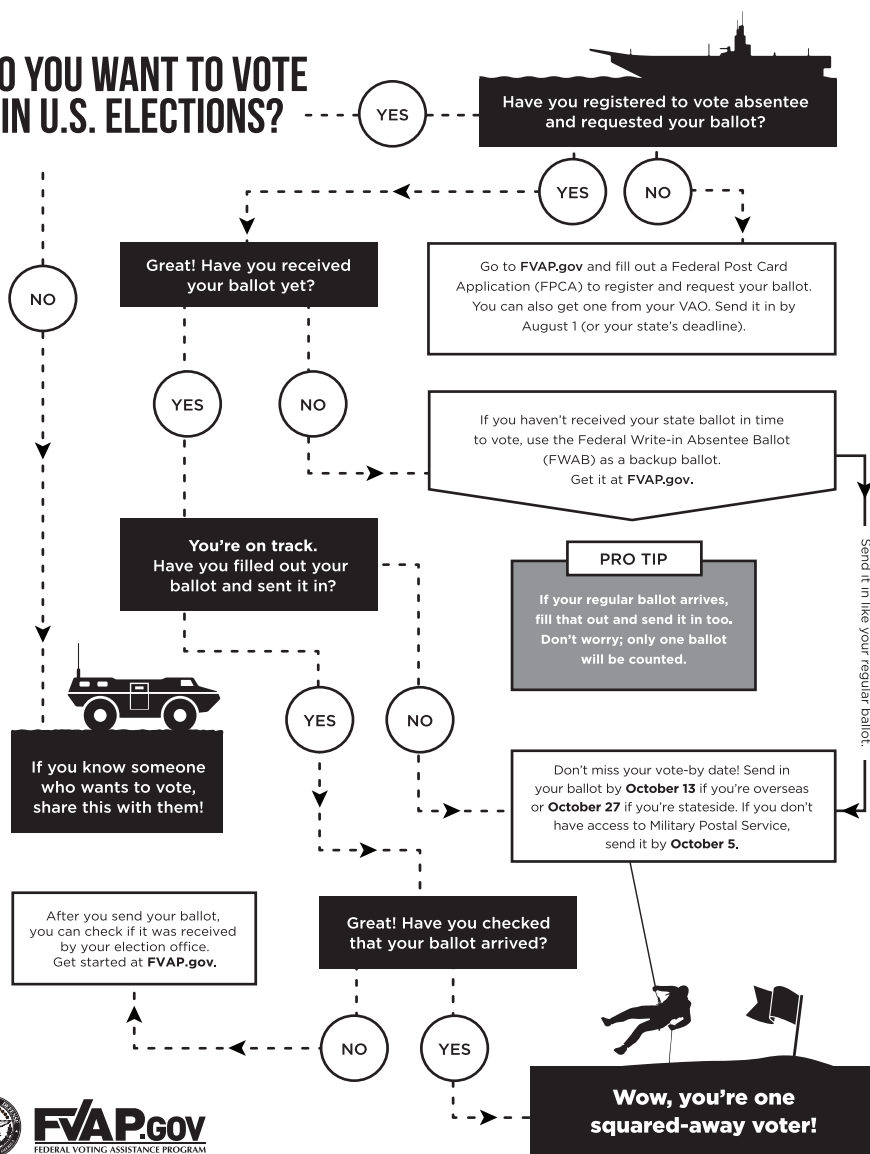 O YOU WANT TO VOTE
IN U.S. ELECTIONS?
YES
Have you registered to vote absentee
and requested your ballot?
YES
NO
NO
Great! Have you received
your ballot yet?
Go to FVAP.gov and fill out a Federal Post Card
Application (FPCA) to register and request your ballot.
You can also get one from your VAO. Send it in by
August 1 (or your state’s deadline).
YES
NO
If you haven’t received your state ballot in time
to vote, use the Federal Write-in Absentee Ballot
(FWAB) as a backup ballot.
Get it at FVAP.gov.
Send it in like your regular ballot.
You’re on track.
Have you filled out your
ballot and sent it in?
PRO TIP
If your regular ballot arrives,
fill that out and send it in too.
Don’t worry; only one ballot
will be counted.
YES
NO
If you know someone
who wants to vote,
share this with them!
Don’t miss your vote-by date! Send in
your ballot by October 13 if you’re overseas
or October 27 if you’re stateside. If you don’t
have access to Military Postal Service,
send it by October 5.
After you send your ballot,
you can check if it was received
by your election office.
Get started at FVAP.gov.
Great! Have you checked
that your ballot arrived?
NO
YES
Wow, you’re one
squared-away voter!
FVAP.GOV
FEDERAL VOTING ASSISTANCE PROGRAM